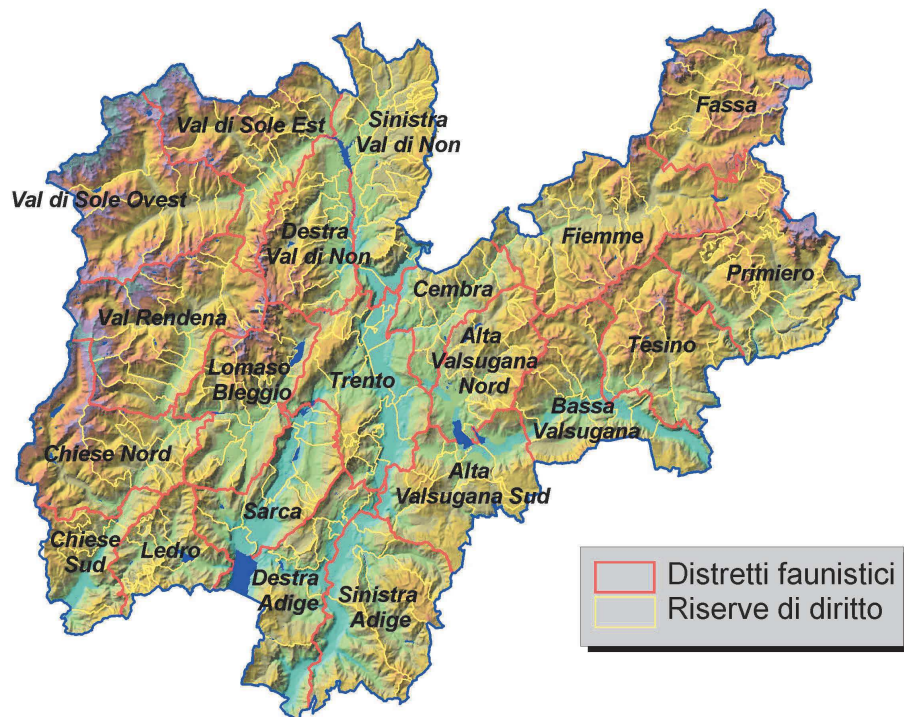 Fassa
Val di Sole Est
Sinistra
Val di Non
Val di Sole Ovest
Destra
Val di Non
Fiemme
Primiero
Cembra
Val Rendena
Alta
Valsugana
Nord
Tesino
Lomaso
Bleggio
Trento
Bassa
Valsugana
Chiese Nord
Alta
Valsugana Sud
Sarca
Chiese
Sud
Ledro
Destra
Adige
Sinistra
Adige
Distretti faunistici
Riserve di diritto